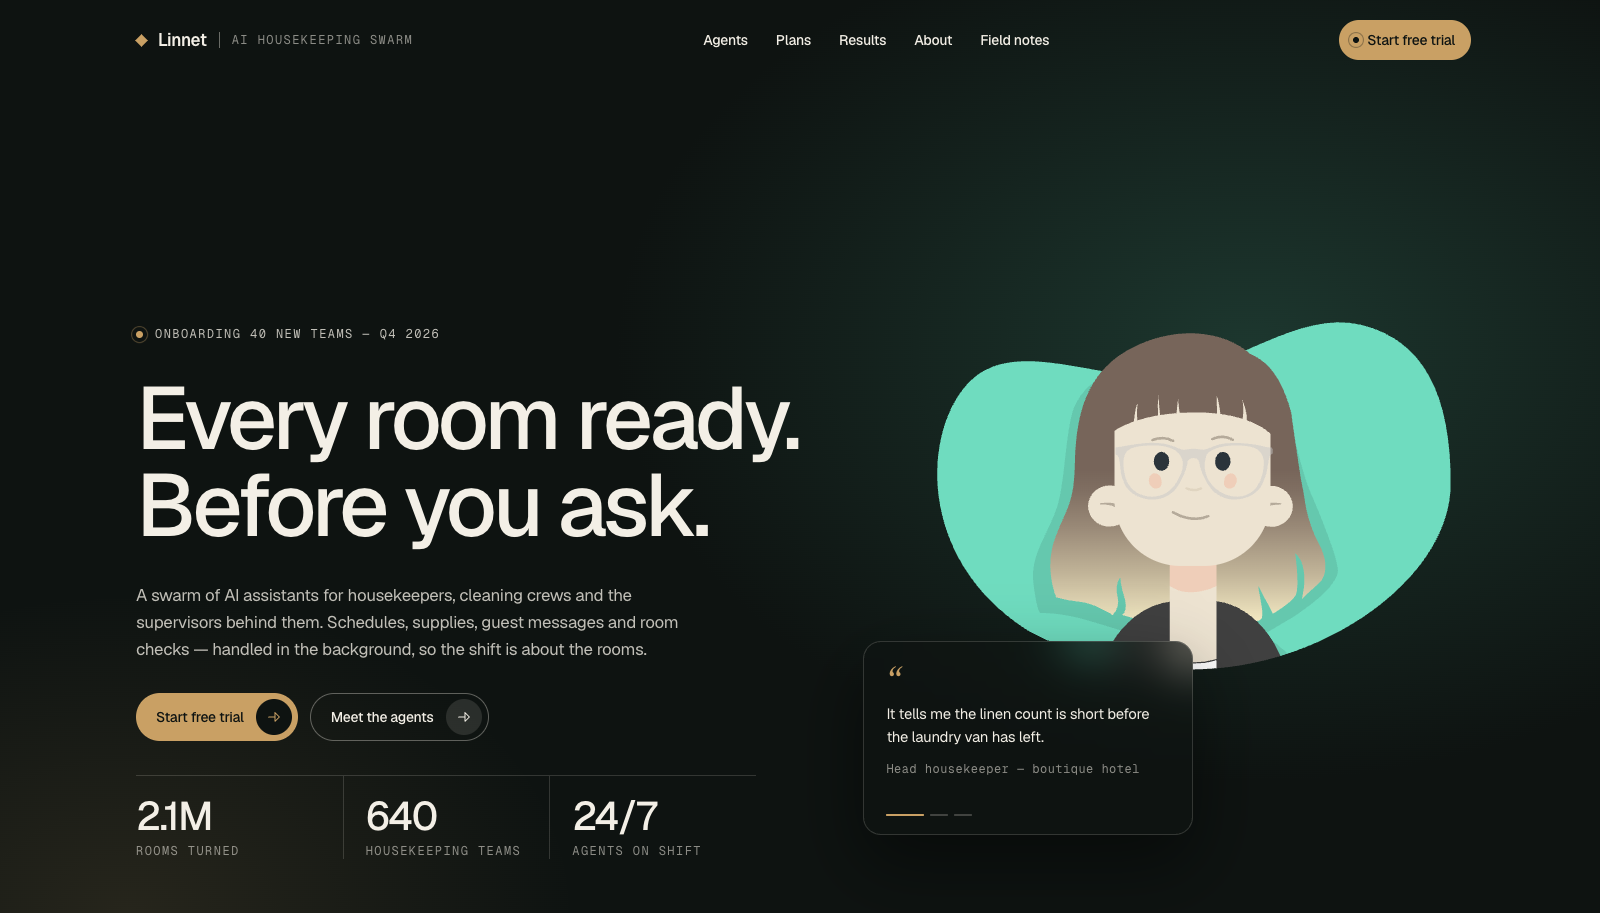 Linnet
AI HOUSEKEEPING SWARM
Agents
Plans
Results
About
Field notes
Start free trial
ONBOARDING 40 NEW TEAMS — Q4 2026
Every room ready.
Before you ask.
A swarm of AI assistants for housekeepers, cleaning crews and the
supervisors behind them. Schedules, supplies, guest messages and room
checks — handled in the background, so the shift is about the rooms.
Start free trial
Meet the agents
2.1M
ROOMS TURNED
640
HOUSEKEEPING TEAMS
24/7
AGENTS ON SHIFT
“
It tells me the linen count is short before
the laundry van has left.
Head housekeeper — boutique hotel